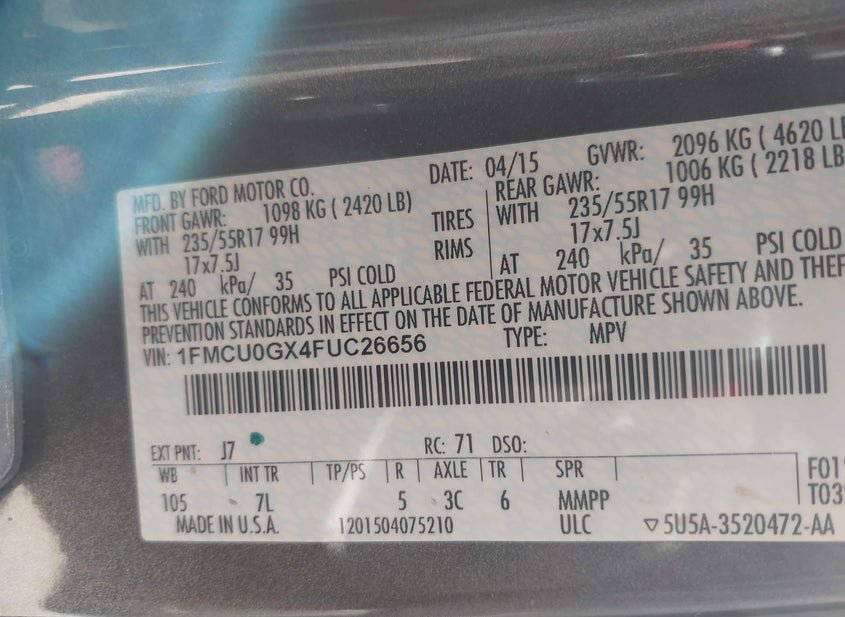 MFD. BY FORD MOTOR CO. DATE: 04/15 GVWR: 2096 KG ( 4620 LB
FRONT GAWR: 1098 KG ( 2420 LB) REAR GAWR: 1006 KG ( 2218 LB
WITH 235/55R17 99H TIRES WITH 235/55R17 99H
17x7.5J RIMS 17x7.5J
AT 240 kPa/ 35 PSI COLD AT 240 kPa/ 35 PSI COLD
THIS VEHICLE CONFORMS TO ALL APPLICABLE FEDERAL MOTOR VEHICLE SAFETY AND THEF
PREVENTION STANDARDS IN EFFECT ON THE DATE OF MANUFACTURE SHOWN ABOVE.
VIN: 1FMCU0GX4FUC26656 TYPE: MPV
EXT PNT: J7 RC: 71 DSO:
WB INT TR TP/PS R AXLE TR SPR F01
105 7L 5 3C 6 MMPP T03
MADE IN U.S.A. 1201504075210 ULC ▽5U5A-3520472-AA